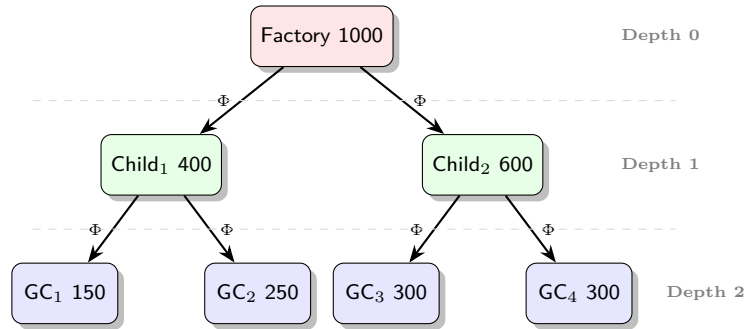 Factory 1000
Depth 0
Φ Φ
Child₁ 400
Child₂ 600
Depth 1
Φ Φ Φ Φ
GC₁ 150
GC₂ 250
GC₃ 300
GC₄ 300
Depth 2